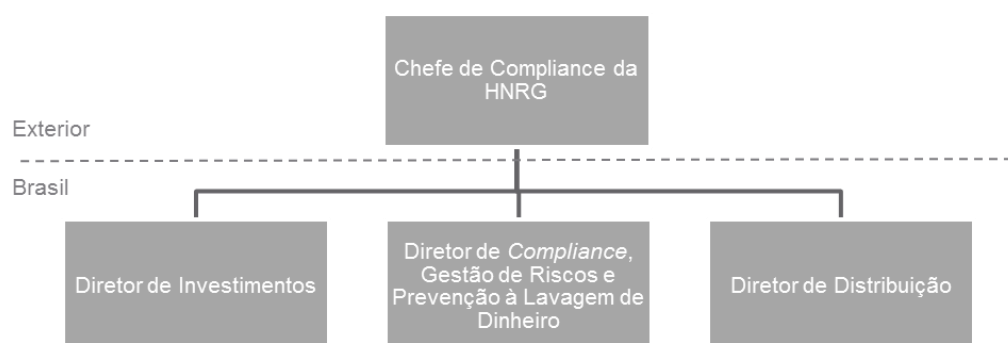 Chefe de Compliance da
HNRG
Exterior
Brasil
Diretor de Investimentos
Diretor de Compliance,
Gestão de Riscos e
Prevenção à Lavagem de
Dinheiro
Diretor de Distribuição